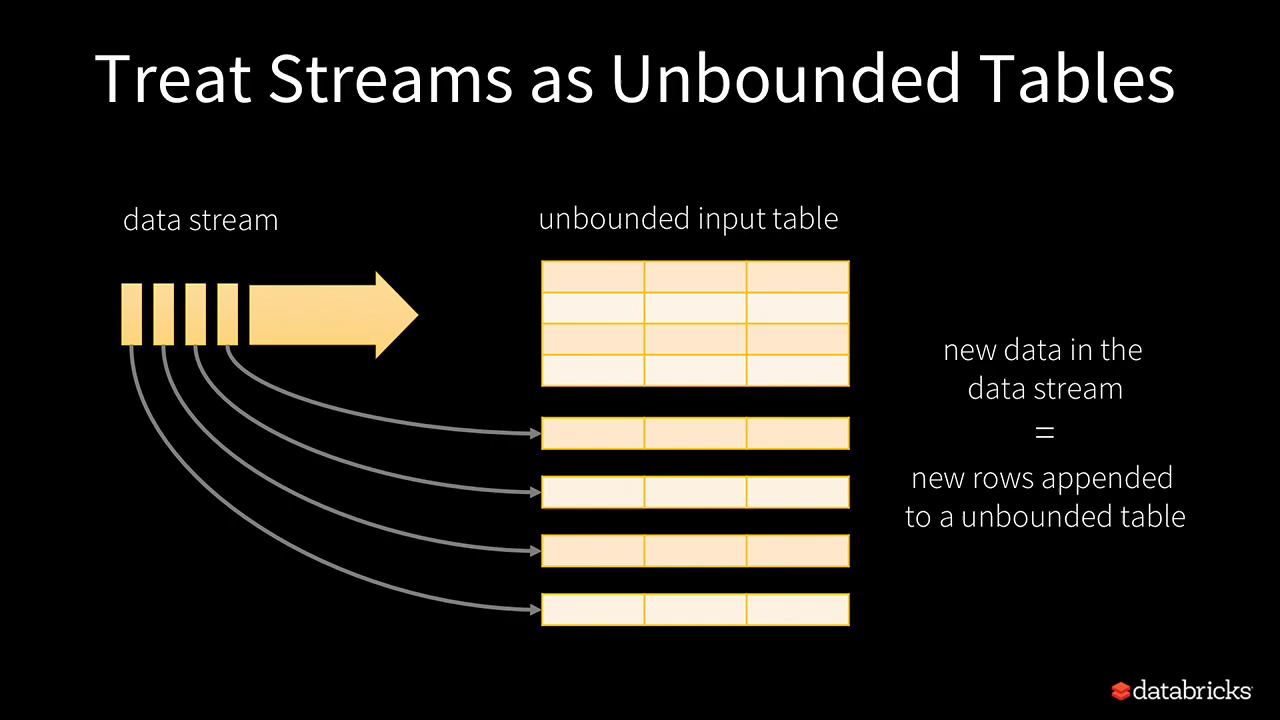 Treat Streams as Unbounded Tables
data stream
unbounded input table
new data in the
data stream
=
new rows appended
to a unbounded table
databricks